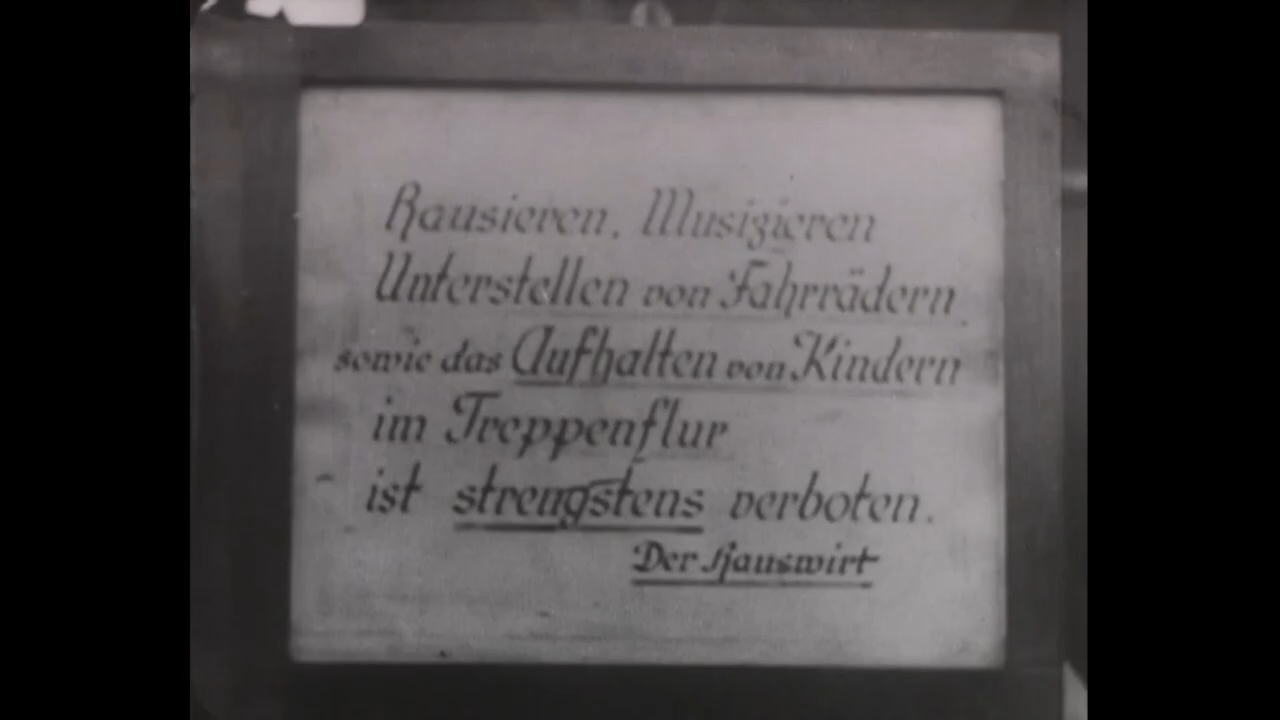 Hausieren, Musizieren
Unterstellen von Fahrrädern
sowie das Aufhalten von Kindern
im Treppenflur
ist strengstens verboten.
Der Hauswirt